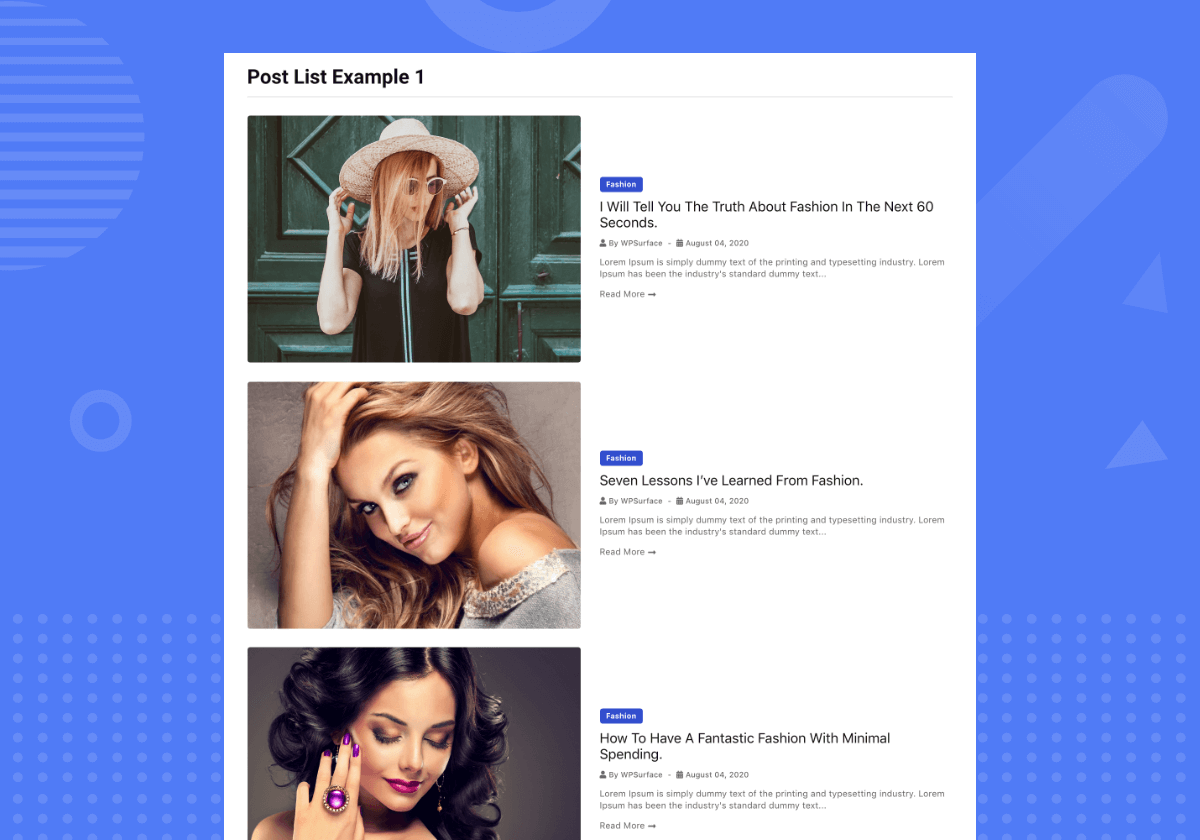 Post List Example 1
Fashion
I Will Tell You The Truth About Fashion In The Next 60
Seconds.
By WPSurface - August 04, 2020
Lorem Ipsum is simply dummy text of the printing and typesetting industry. Lorem
Ipsum has been the industry's standard dummy text...
Read More →
Fashion
Seven Lessons I've Learned From Fashion.
By WPSurface - August 04, 2020
Lorem Ipsum is simply dummy text of the printing and typesetting industry. Lorem
Ipsum has been the industry's standard dummy text...
Read More →
Fashion
How To Have A Fantastic Fashion With Minimal
Spending.
By WPSurface - August 04, 2020
Lorem Ipsum is simply dummy text of the printing and typesetting industry. Lorem
Ipsum has been the industry's standard dummy text...
Read More →